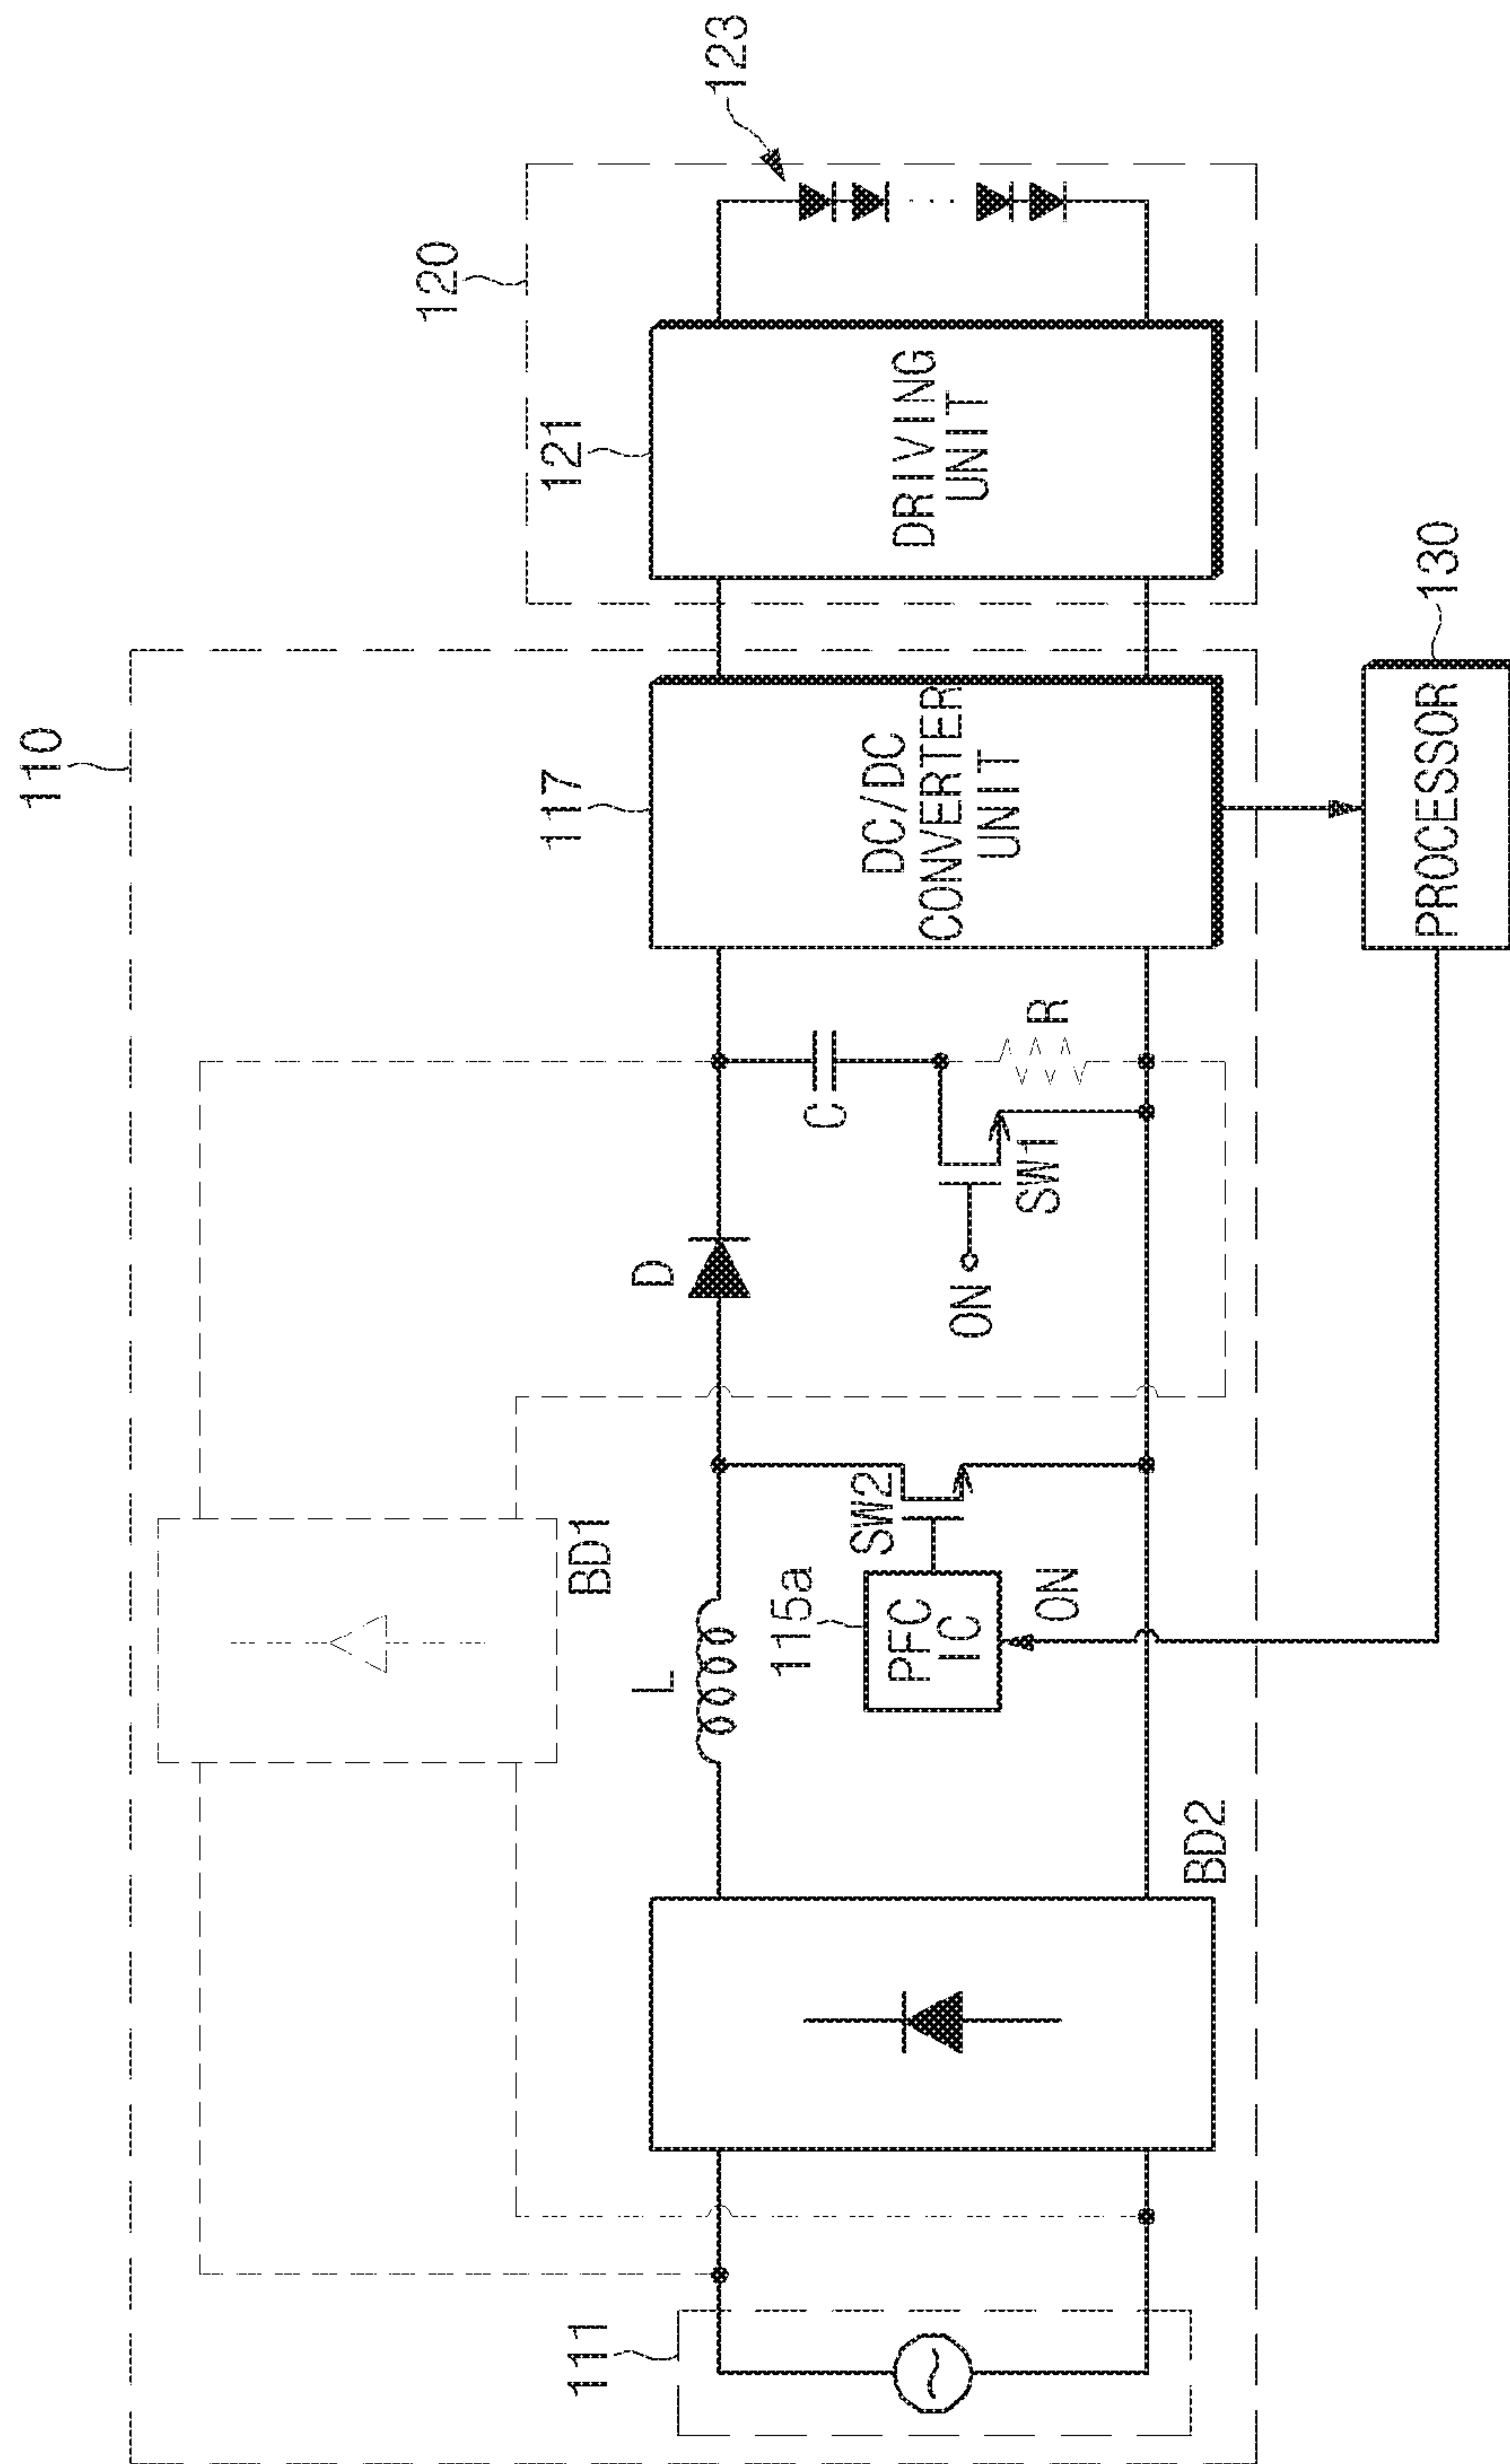 110
120
123
117
121
111
BD1
L
D
115a
PFC
IC
SW2
ON
C
ON
SW1
R
DC/DC
CONVERTER
UNIT
DRIVING
UNIT
BD2
PROCESSOR
130